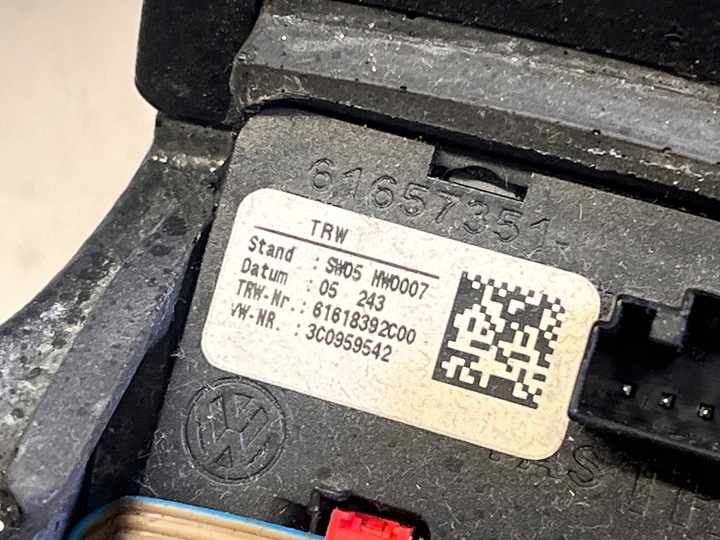 61657351-
TRW
Stand : SW05 HW0007
Datum : 05 243
TRW-Nr.: 61618392C00
VW-NR. : 3C0959542